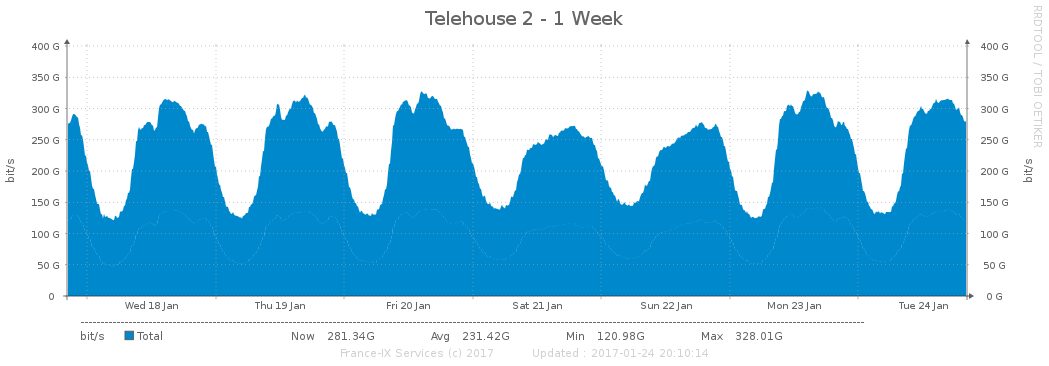 Telehouse 2 - 1 Week
RRDTOOL / TOBI OETIKER
bit/s
400 G 400 G
350 G 350 G
300 G 300 G
250 G 250 G
200 G 200 G
150 G 150 G
100 G 100 G
50 G 50 G
0 0 G
bit/s
Wed 18 Jan Thu 19 Jan Fri 20 Jan Sat 21 Jan Sun 22 Jan Mon 23 Jan Tue 24 Jan
bit/s Total Now 281.34G Avg 231.42G Min 120.98G Max 328.01G
France-IX Services (c) 2017 Updated : 2017-01-24 20:10:14